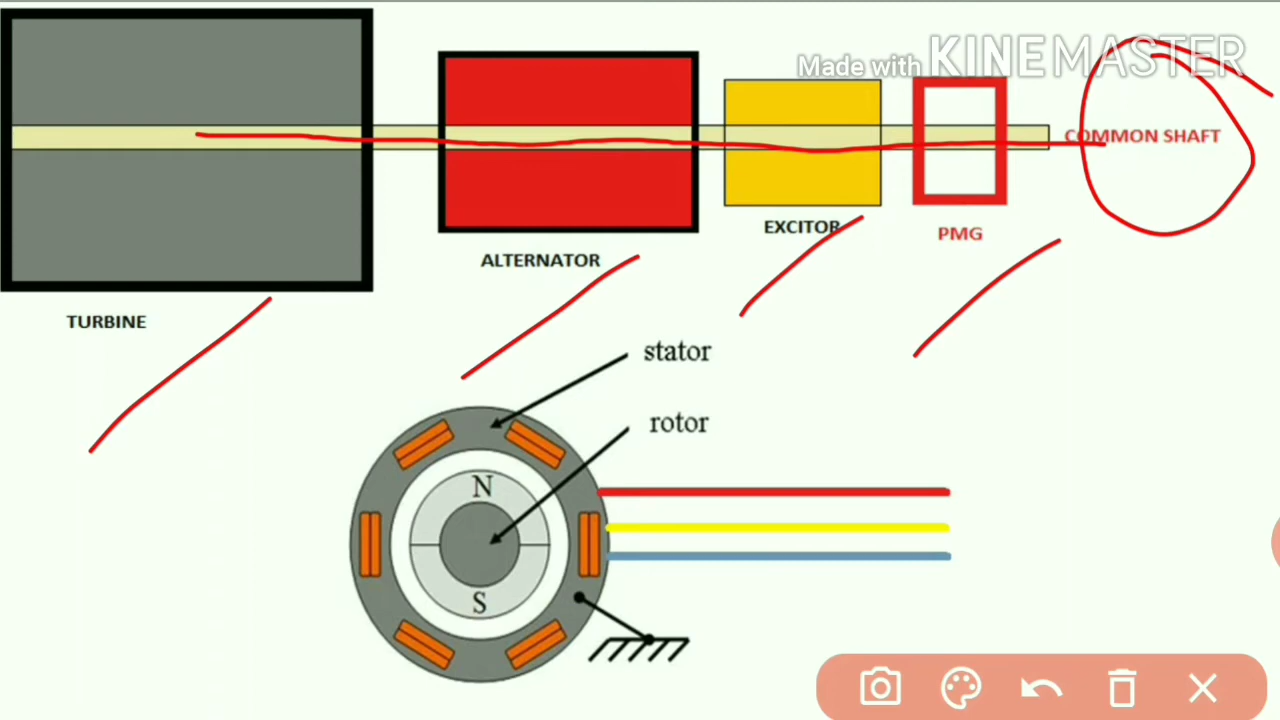 Made with KINEMASTER
COMMON SHAFT
EXCITOR
PMG
ALTERNATOR
TURBINE
stator
rotor
N
S